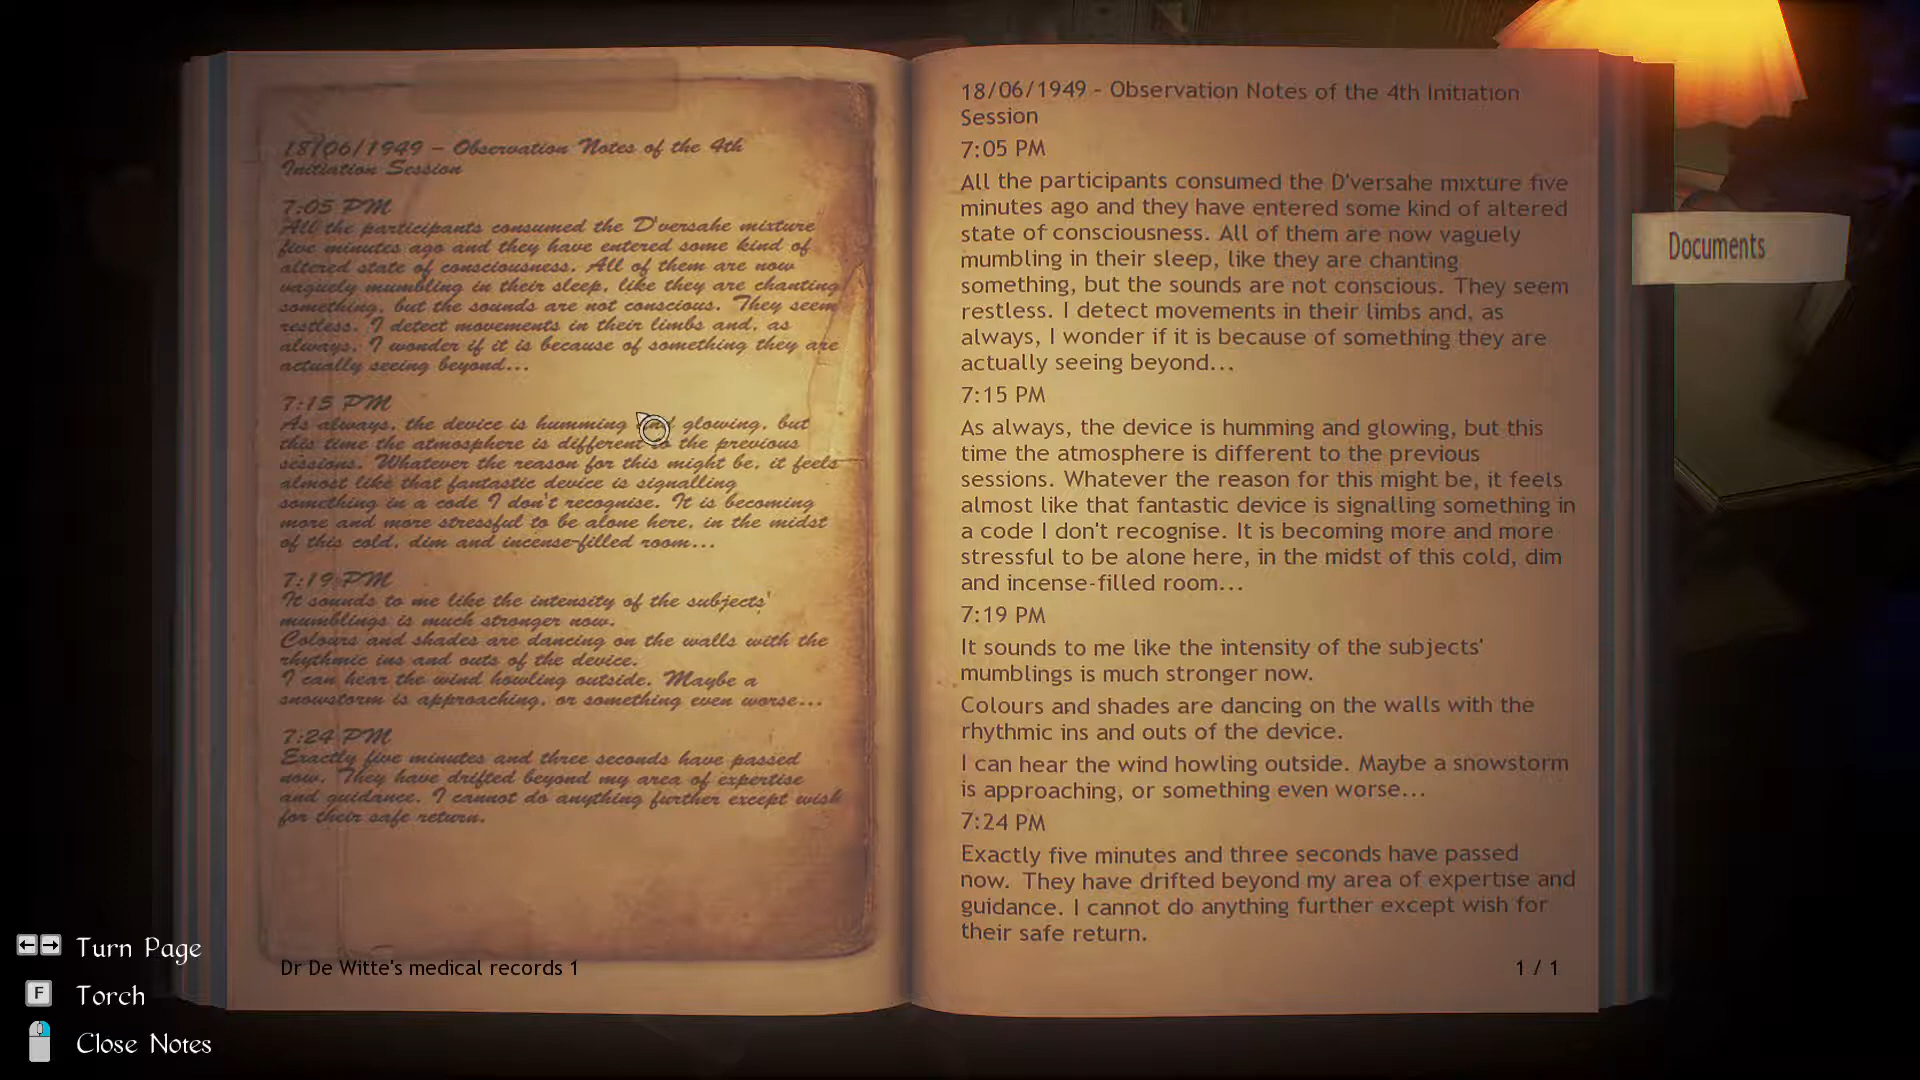 18/06/1949 - Observation Notes of the 4th
Initiation Session
7:05 PM
All the participants consumed the D'versahe mixture
five minutes ago and they have entered some kind of
altered state of consciousness. All of them are now
vaguely mumbling in their sleep, like they are chanting
something, but the sounds are not conscious. They seem
restless. I detect movements in their limbs and, as
always, I wonder if it is because of something they are
actually seeing beyond...
7:15 PM
As always, the device is humming and glowing, but
this time the atmosphere is different to the previous
sessions. Whatever the reason for this might be, it feels
almost like that fantastic device is signalling
something in a code I don't recognise. It is becoming
more and more stressful to be alone here, in the midst
of this cold, dim and incense-filled room...
7:19 PM
It sounds to me like the intensity of the subjects'
mumblings is much stronger now.
Colours and shades are dancing on the walls with the
rhythmic ins and outs of the device.
I can hear the wind howling outside. Maybe a
snowstorm is approaching, or something even worse...
7:24 PM
Exactly five minutes and three seconds have passed
now. They have drifted beyond my area of expertise
and guidance. I cannot do anything further except wish
for their safe return.
Dr De Witte's medical records 1
18/06/1949 - Observation Notes of the 4th Initiation
Session
7:05 PM
All the participants consumed the D'versahe mixture five
minutes ago and they have entered some kind of altered
state of consciousness. All of them are now vaguely
mumbling in their sleep, like they are chanting
something, but the sounds are not conscious. They seem
restless. I detect movements in their limbs and, as
always, I wonder if it is because of something they are
actually seeing beyond...
7:15 PM
As always, the device is humming and glowing, but this
time the atmosphere is different to the previous
sessions. Whatever the reason for this might be, it feels
almost like that fantastic device is signalling something in
a code I don't recognise. It is becoming more and more
stressful to be alone here, in the midst of this cold, dim
and incense-filled room...
7:19 PM
It sounds to me like the intensity of the subjects'
mumblings is much stronger now.
Colours and shades are dancing on the walls with the
rhythmic ins and outs of the device.
I can hear the wind howling outside. Maybe a snowstorm
is approaching, or something even worse...
7:24 PM
Exactly five minutes and three seconds have passed
now. They have drifted beyond my area of expertise and
guidance. I cannot do anything further except wish for
their safe return.
1 / 1
Documents
Turn Page
F Torch
Close Notes